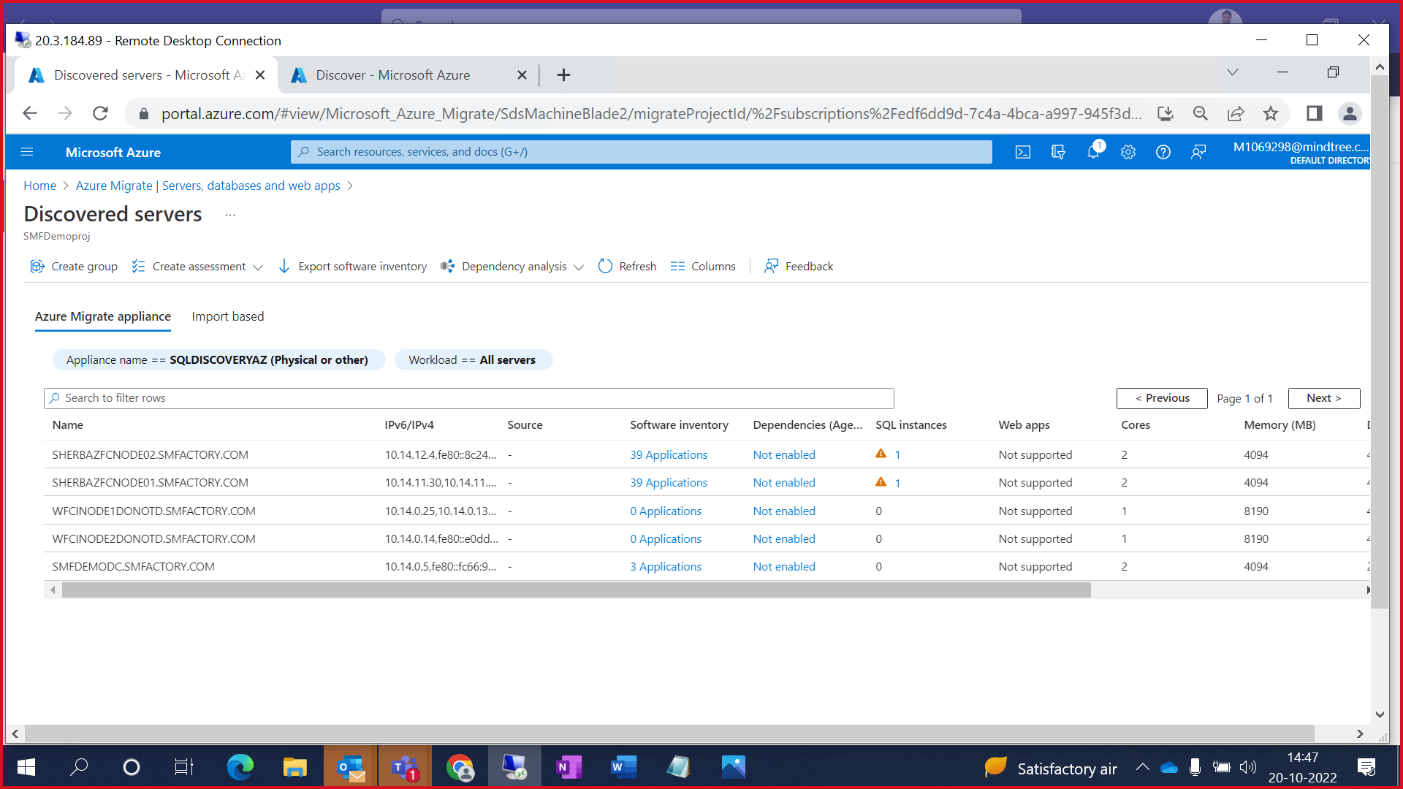 20.3.184.89 - Remote Desktop Connection
Discovered servers - Microsoft Az
Discover - Microsoft Azure
portal.azure.com/#view/Microsoft_Azure_Migrate/SdsMachineBlade2/migrateProjectId/%2Fsubscriptions%2Fedf6dd9d-7c4a-4bca-a997-945f3d...
Microsoft Azure
Search resources, services, and docs (G+/)
1
M1069298@mindtree.c...
DEFAULT DIRECTOR
Home > Azure Migrate | Servers, databases and web apps >
Discovered servers ...
SMFDemoproj
Create group Create assessment Export software inventory Dependency analysis Refresh Columns Feedback
Azure Migrate appliance Import based
Appliance name == SQLDISCOVERYAZ (Physical or other) Workload == All servers
Search to filter rows < Previous Page 1 of 1 Next >
Name IPv6/IPv4 Source Software inventory Dependencies (Age... SQL instances Web apps Cores Memory (MB)
SHERBAZFCNODE02.SMFACTORY.COM 10.14.12.4,fe80::8c24... - 39 Applications Not enabled 1 Not supported 2 4094
SHERBAZFCNODE01.SMFACTORY.COM 10.14.11.30,10.14.11.... - 39 Applications Not enabled 1 Not supported 2 4094
WFCINODE1DONOTD.SMFACTORY.COM 10.14.0.25,10.14.0.13... - 0 Applications Not enabled 0 Not supported 1 8190
WFCINODE2DONOTD.SMFACTORY.COM 10.14.0.14,fe80::e0dd... - 0 Applications Not enabled 0 Not supported 1 8190
SMFDEMODC.SMFACTORY.COM 10.14.0.5,fe80::fc66:9... - 3 Applications Not enabled 0 Not supported 2 4094
1
Satisfactory air
14:47
20-10-2022